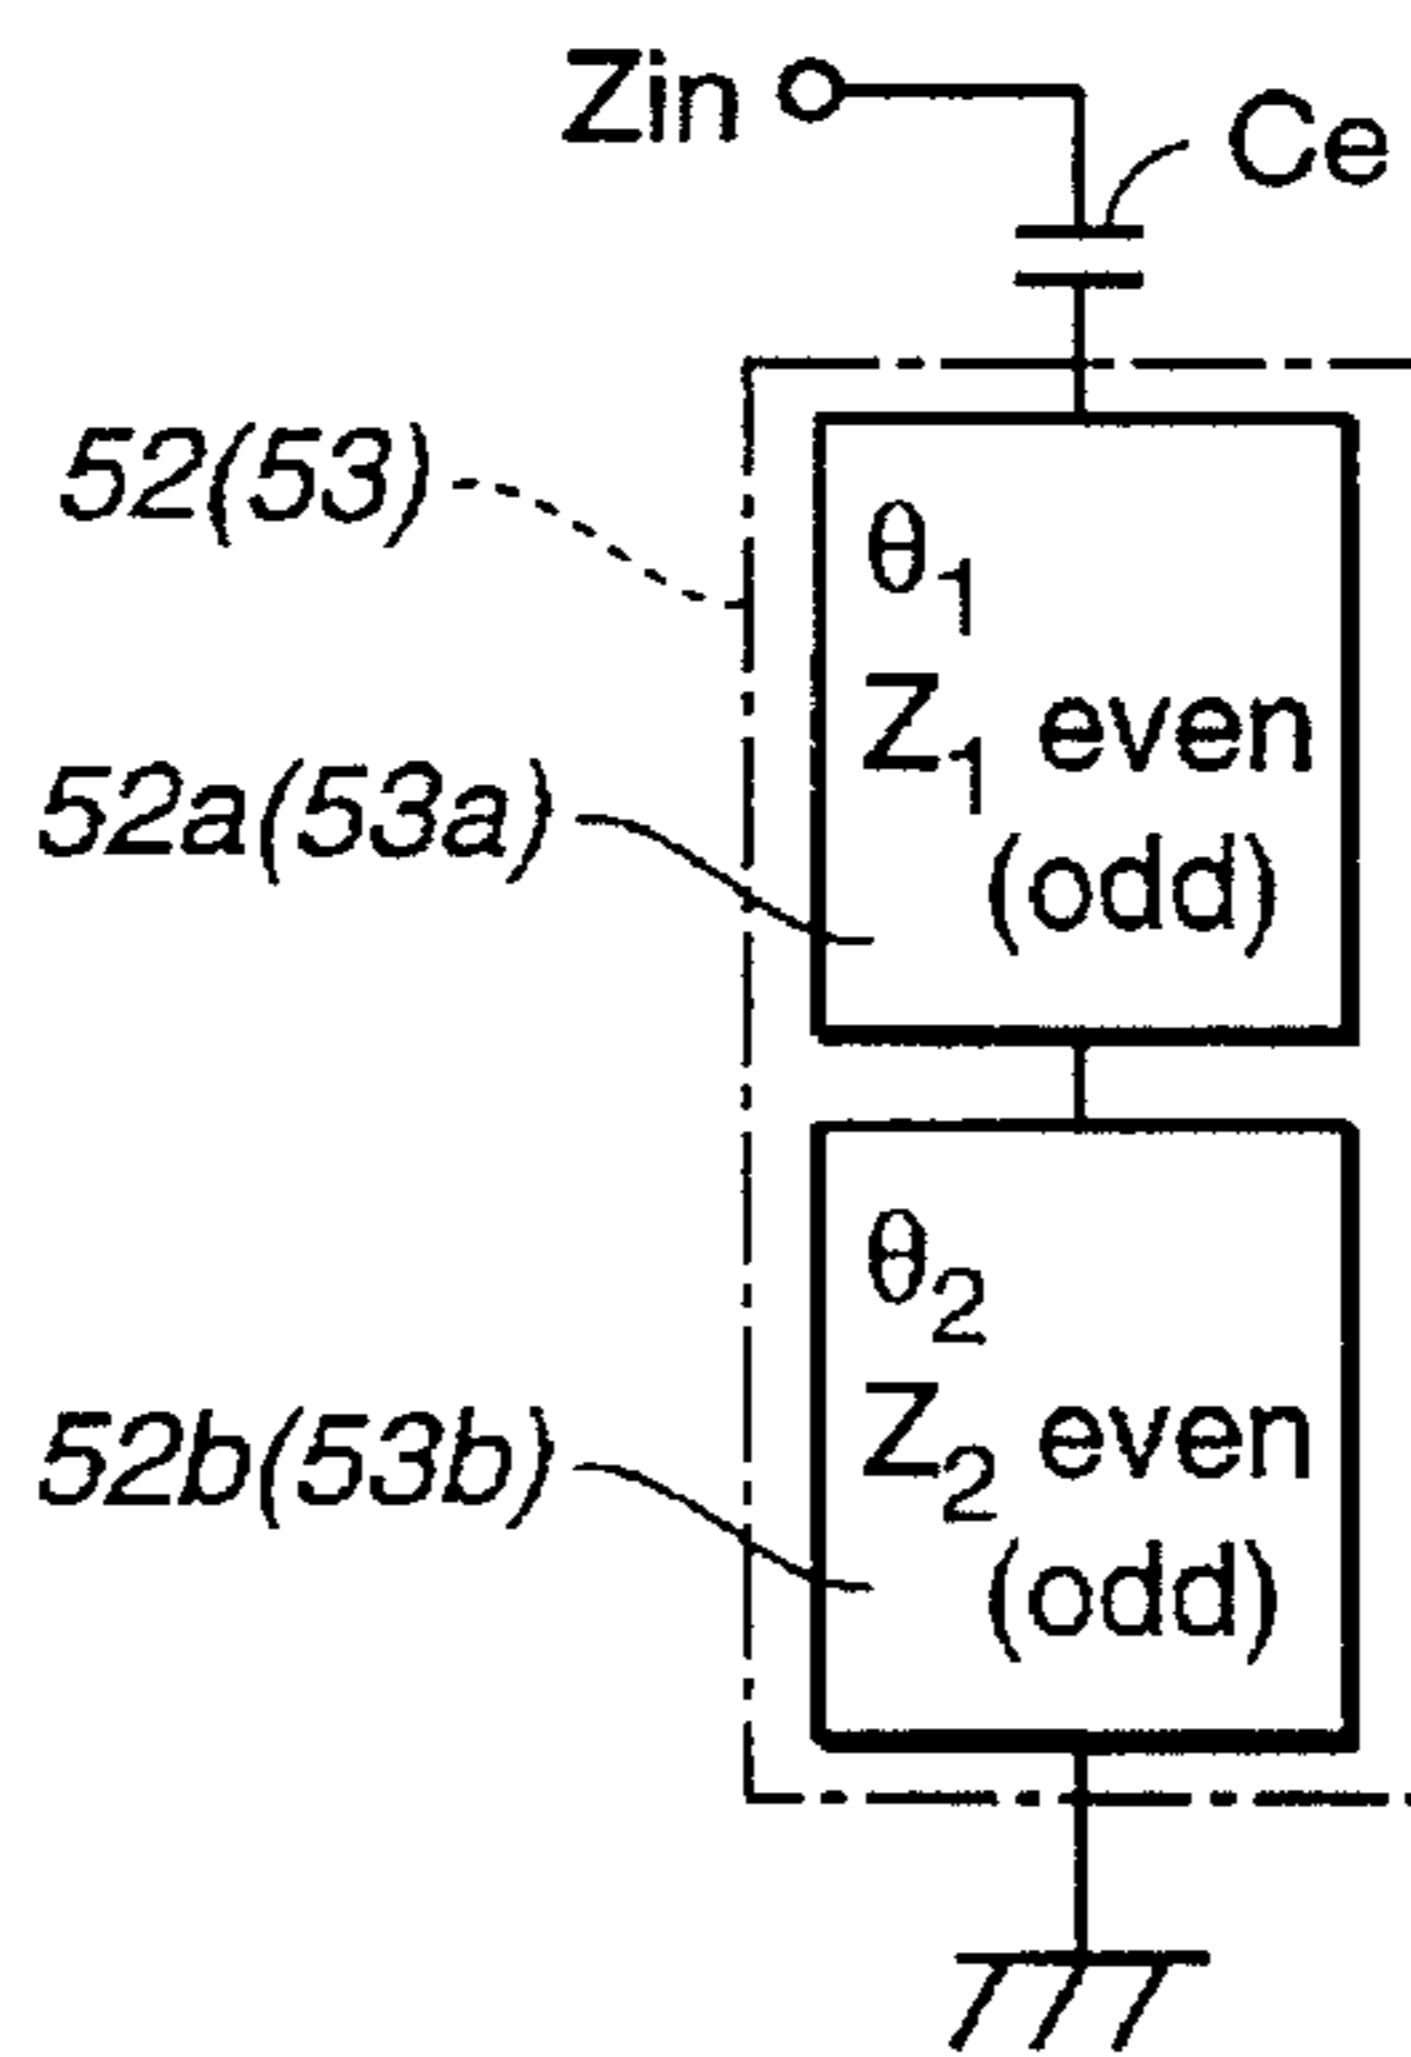 Zin
Ce
52(53)
θ1
Z1 even
(odd)
52a(53a)
θ2
Z2 even
(odd)
52b(53b)